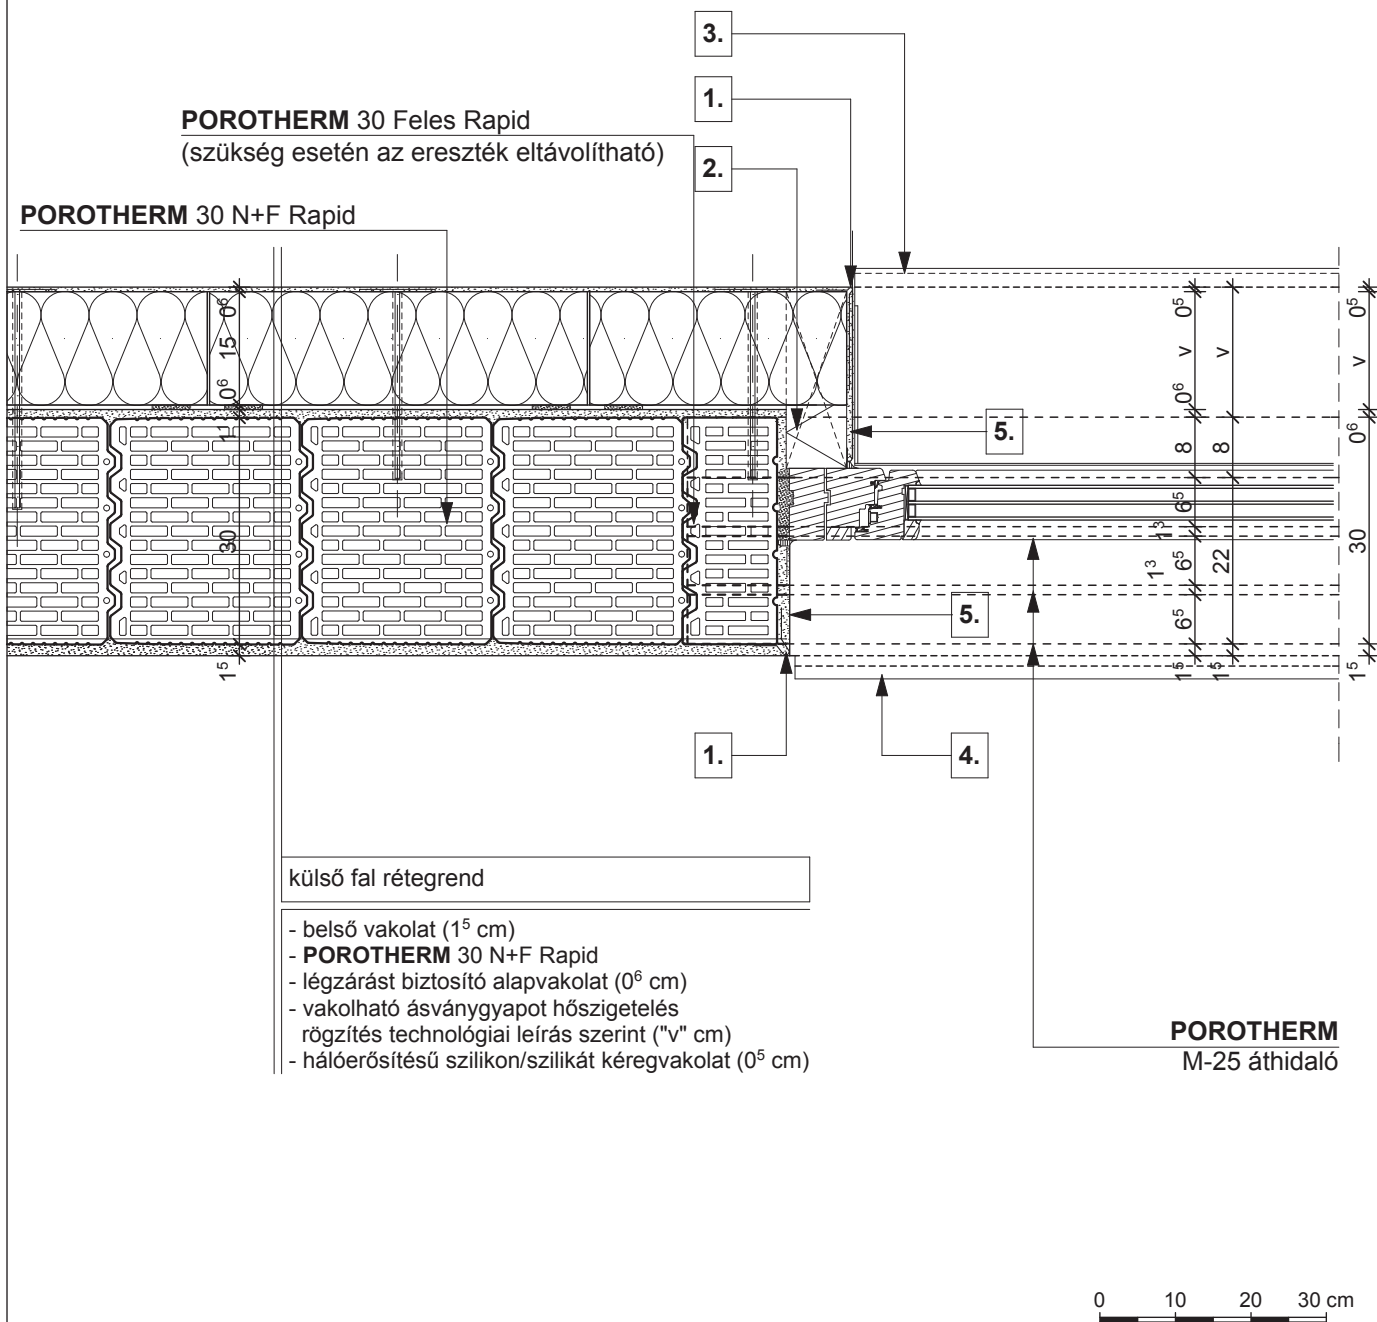 3.
1.
POROTHERM 30 Feles Rapid
(szükség esetén az ereszték eltávolítható)
2.
POROTHERM 30 N+F Rapid
0⁶
15
0⁶
1¹
30
1⁵
0⁵
v
0⁶
8
6⁵
1³
6⁵
1³
6⁵
1⁵
v
8
22
1⁵
0⁵
v
0⁶
30
1⁵
5.
5.
1.
4.
külső fal rétegrend
- belső vakolat (1⁵ cm)
- POROTHERM 30 N+F Rapid
- légzárást biztosító alapvakolat (0⁶ cm)
- vakolható ásványgyapot hőszigetelés
rögzítés technológiai leírás szerint ("v" cm)
- hálóerősítésű szilikon/szilikát kéregvakolat (0⁵ cm)
POROTHERM
M-25 áthidaló
0 10 20 30 cm